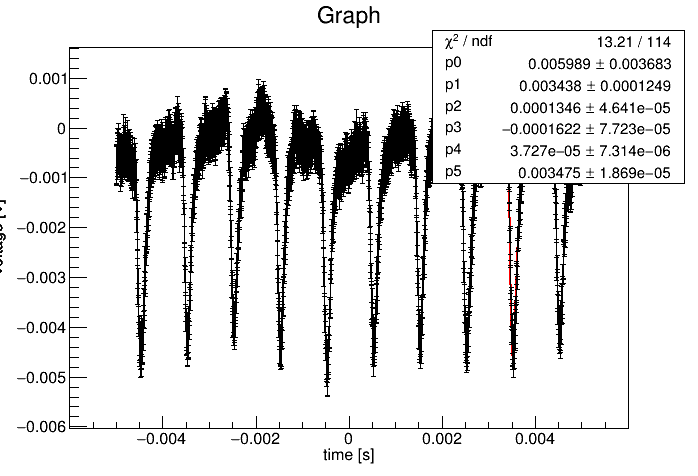 Graph
χ² / ndf 13.21 / 114
p0 0.005989 ± 0.003683
p1 0.003438 ± 0.0001249
p2 0.0001346 ± 4.641e−05
p3 −0.0001622 ± 7.723e−05
p4 3.727e−05 ± 7.314e−06
p5 0.003475 ± 1.869e−05
0.001
0
−0.001
−0.002
−0.003
−0.004
−0.005
−0.006
−0.004 −0.002 0 0.002 0.004
time [s]